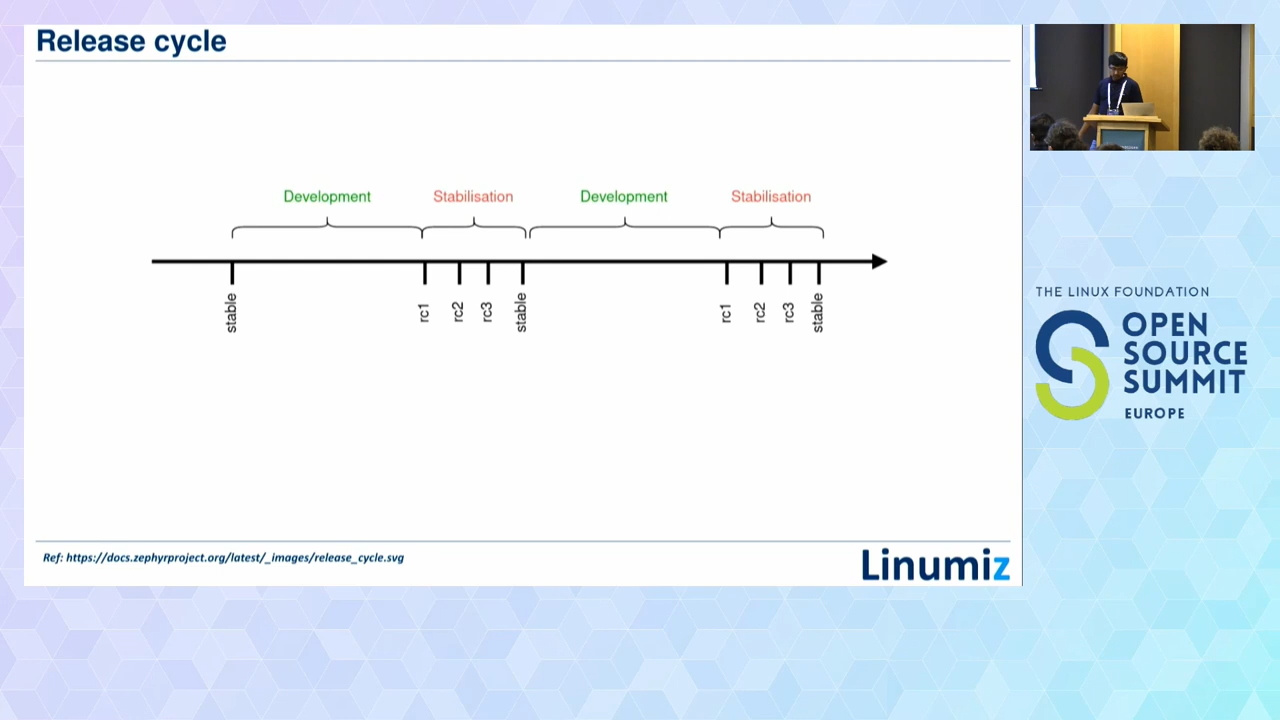 Release cycle
Development
Stabilisation
Development
Stabilisation
stable
rc1
rc2
rc3
stable
rc1
rc2
rc3
stable
Ref: https://docs.zephyrproject.org/latest/_images/release_cycle.svg
Linumiz
THE LINUX FOUNDATION
OPEN
SOURCE
SUMMIT
EUROPE